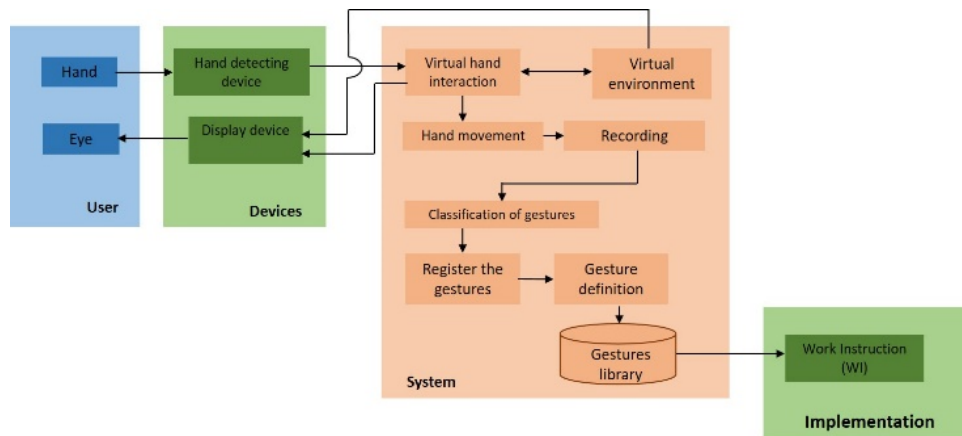 Hand
Eye
User
Hand detecting
device
Display device
Devices
Virtual hand
interaction
Virtual
environment
Hand movement
Recording
Classification of gestures
Register the
gestures
Gesture
definition
Gestures
library
System
Work Instruction
(WI)
Implementation